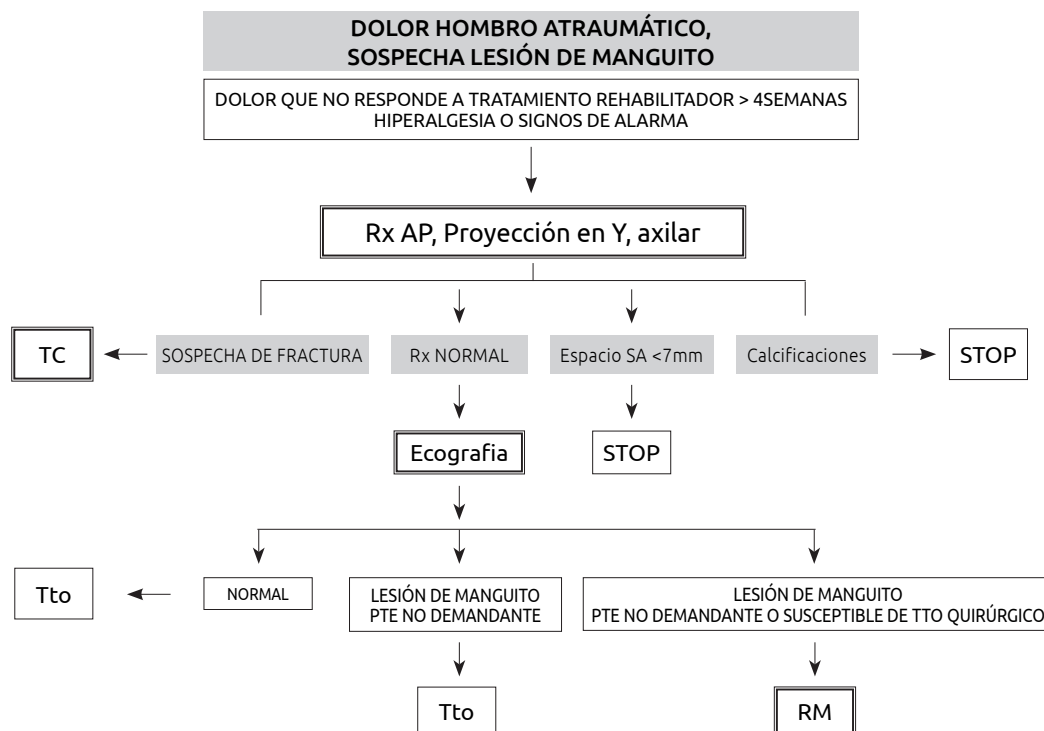 DOLOR HOMBRO ATRAUMÁTICO,
SOSPECHA LESIÓN DE MANGUITO
DOLOR QUE NO RESPONDE A TRATAMIENTO REHABILITADOR > 4SEMANAS
HIPERALGESIA O SIGNOS DE ALARMA
Rx AP, Proyección en Y, axilar
TC
SOSPECHA DE FRACTURA
Rx NORMAL
Espacio SA <7mm
Calcificaciones
STOP
Ecografia
STOP
Tto
NORMAL
LESIÓN DE MANGUITO
PTE NO DEMANDANTE
LESIÓN DE MANGUITO
PTE NO DEMANDANTE O SUSCEPTIBLE DE TTO QUIRÚRGICO
Tto
RM